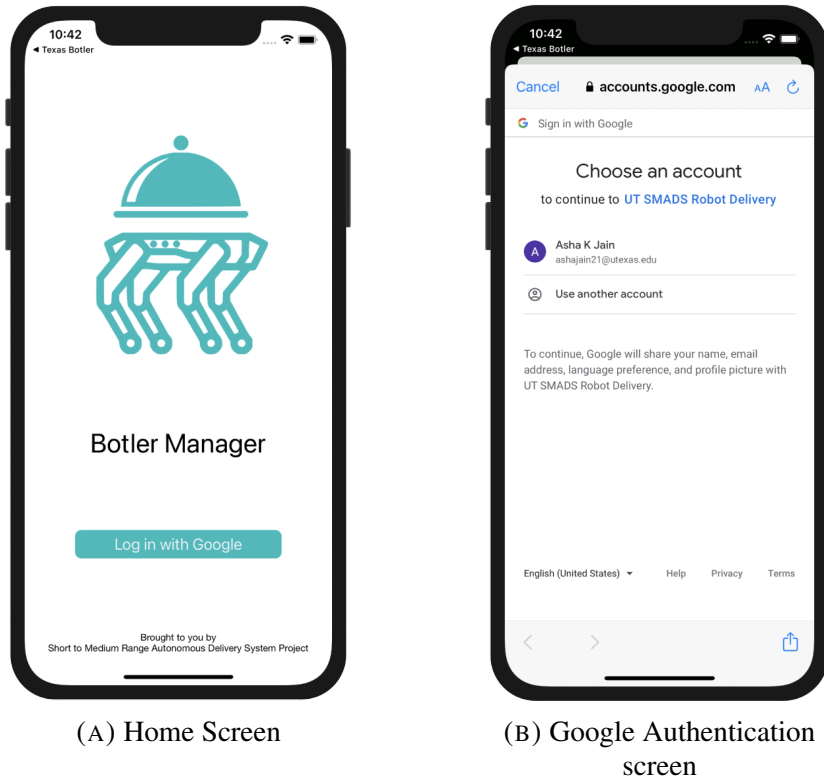 10:42
◀ Texas Botler
Botler Manager
Log in with Google
Brought to you by
Short to Medium Range Autonomous Delivery System Project
(A) Home Screen
10:42
◀ Texas Botler
Cancel accounts.google.com AA
G Sign in with Google
Choose an account
to continue to UT SMADS Robot Delivery
A Asha K Jain
ashajain21@utexas.edu
Use another account
To continue, Google will share your name, email
address, language preference, and profile picture with
UT SMADS Robot Delivery.
English (United States) Help Privacy Terms
(B) Google Authentication
screen